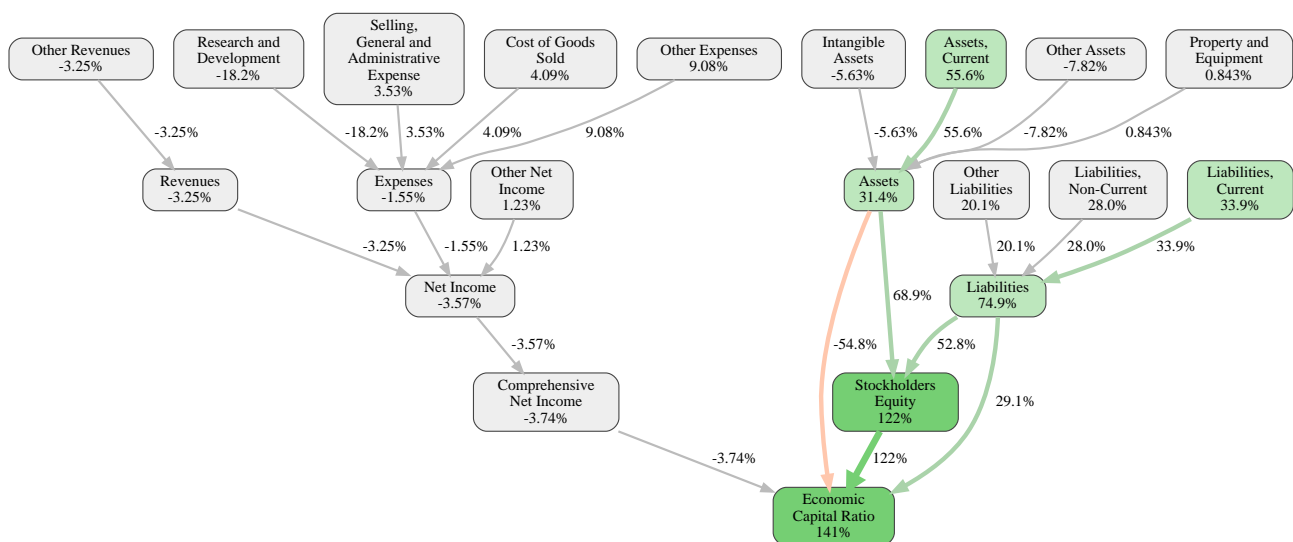 Other Revenues
-3.25%
Research and
Development
-18.2%
Selling,
General and
Administrative
Expense
3.53%
Cost of Goods
Sold
4.09%
Other Expenses
9.08%
Intangible
Assets
-5.63%
Assets,
Current
55.6%
Other Assets
-7.82%
Property and
Equipment
0.843%
-3.25%
-18.2%
3.53%
4.09%
9.08%
-5.63%
55.6%
-7.82%
0.843%
Revenues
-3.25%
Expenses
-1.55%
Other Net
Income
1.23%
Assets
31.4%
Other
Liabilities
20.1%
Liabilities,
Non-Current
28.0%
Liabilities,
Current
33.9%
-3.25%
-1.55%
1.23%
20.1%
28.0%
33.9%
Net Income
-3.57%
Liabilities
74.9%
68.9%
-3.57%
-54.8%
52.8%
Comprehensive
Net Income
-3.74%
Stockholders
Equity
122%
29.1%
-3.74%
122%
Economic
Capital Ratio
141%